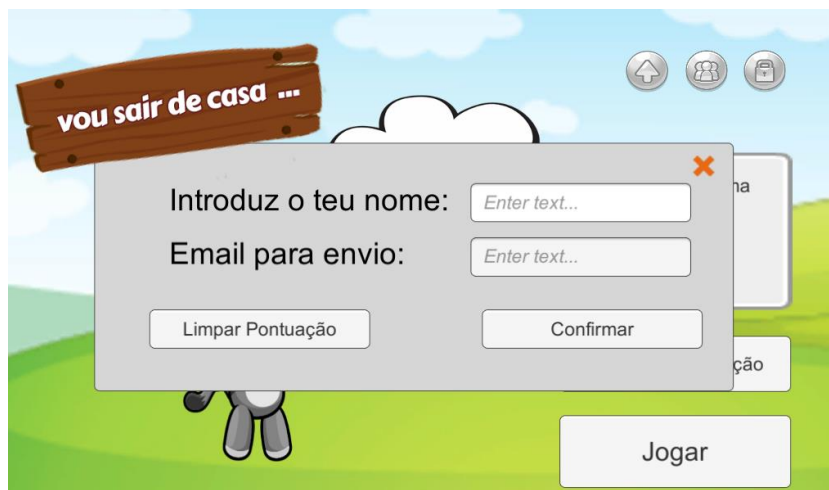 vou sair de casa ...
Introduz o teu nome:
Enter text...
Email para envio:
Enter text...
Limpar Pontuação
Confirmar
Jogar